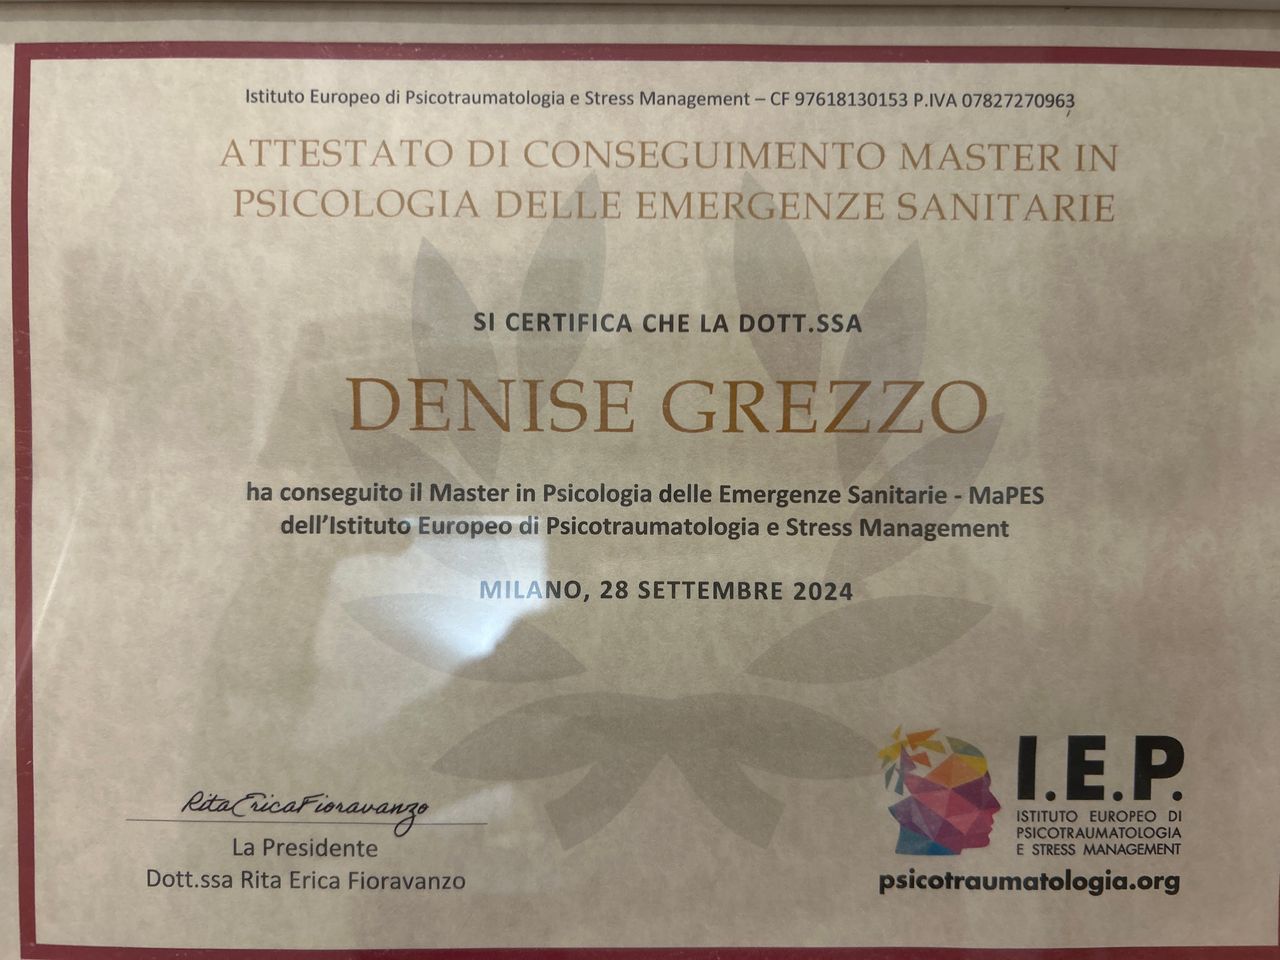 Istituto Europeo di Psicotraumatologia e Stress Management – CF 97618130153 P.IVA 07827270963
ATTESTATO DI CONSEGUIMENTO MASTER IN
PSICOLOGIA DELLE EMERGENZE SANITARIE
SI CERTIFICA CHE LA DOTT.SSA
DENISE GREZZO
ha conseguito il Master in Psicologia delle Emergenze Sanitarie - MaPES
dell’Istituto Europeo di Psicotraumatologia e Stress Management
MILANO, 28 SETTEMBRE 2024
Rita Erica Fioravanzo
La Presidente
Dott.ssa Rita Erica Fioravanzo
I.E.P.
ISTITUTO EUROPEO DI
PSICOTRAUMATOLOGIA
E STRESS MANAGEMENT
psicotraumatologia.org